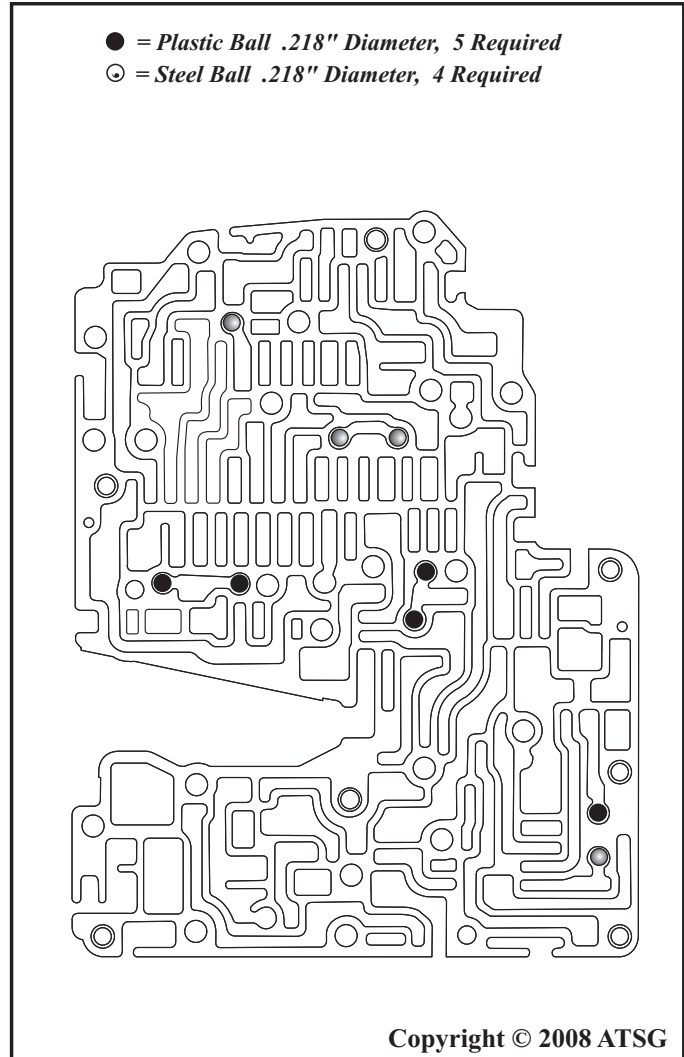 = Plastic Ball .218" Diameter, 5 Required
= Steel Ball .218" Diameter, 4 Required
Copyright © 2008 ATSG